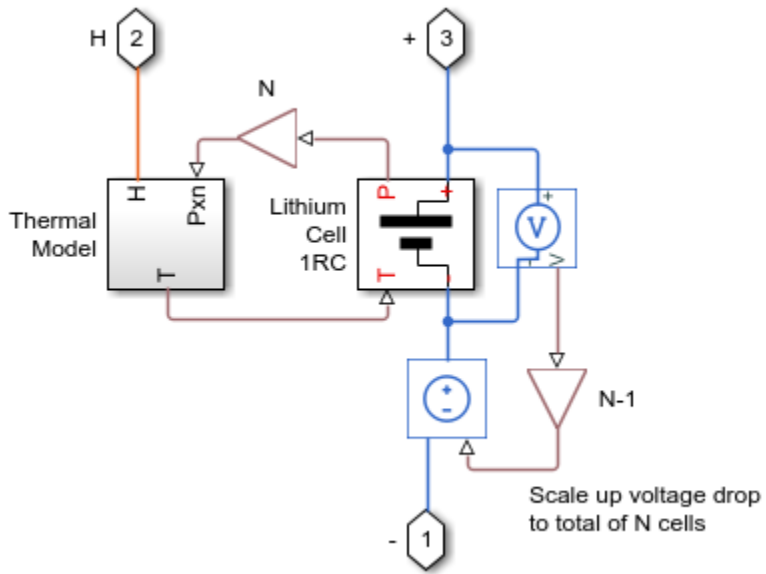 H
2
+
3
N
H
Pxn
T
Thermal
Model
Lithium
Cell
1RC
P
+
T
-
+
V
-
V
+
-
N-1
Scale up voltage drop
to total of N cells
-
1